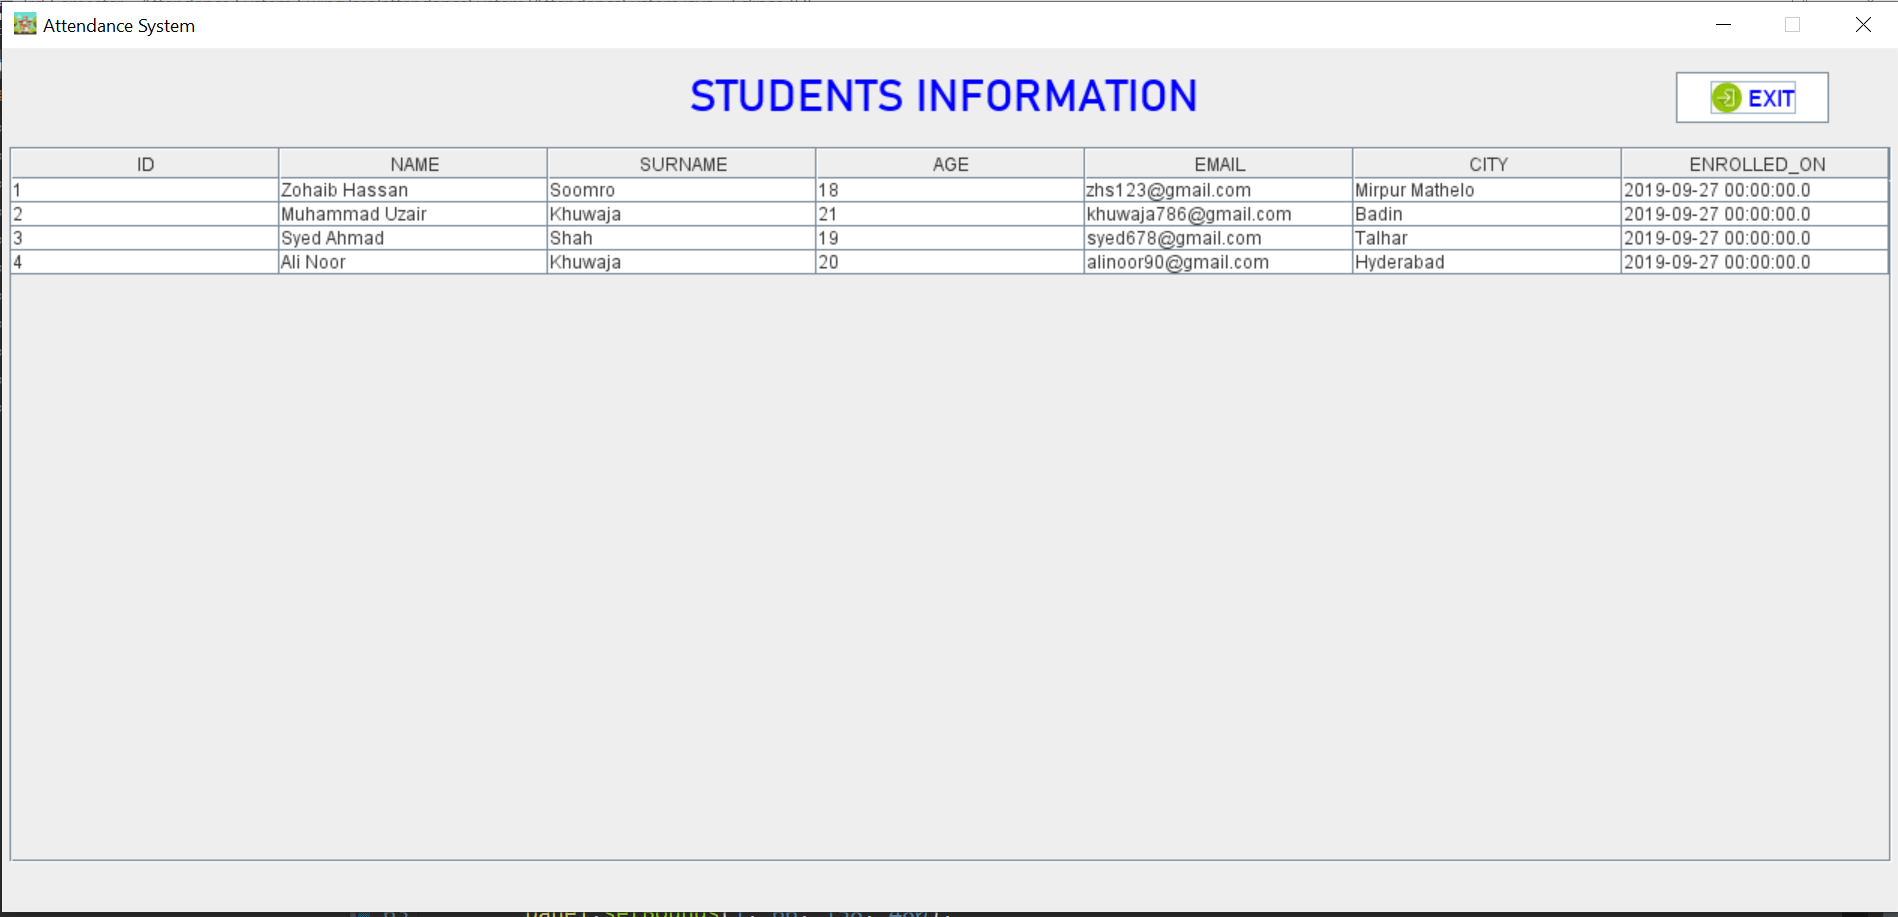 Attendance System
STUDENTS INFORMATION
EXIT
ID NAME SURNAME AGE EMAIL CITY ENROLLED_ON
1 Zohaib Hassan Soomro 18 zhs123@gmail.com Mirpur Mathelo 2019-09-27 00:00:00.0
2 Muhammad Uzair Khuwaja 21 khuwaja786@gmail.com Badin 2019-09-27 00:00:00.0
3 Syed Ahmad Shah 19 syed678@gmail.com Talhar 2019-09-27 00:00:00.0
4 Ali Noor Khuwaja 20 alinoor90@gmail.com Hyderabad 2019-09-27 00:00:00.0